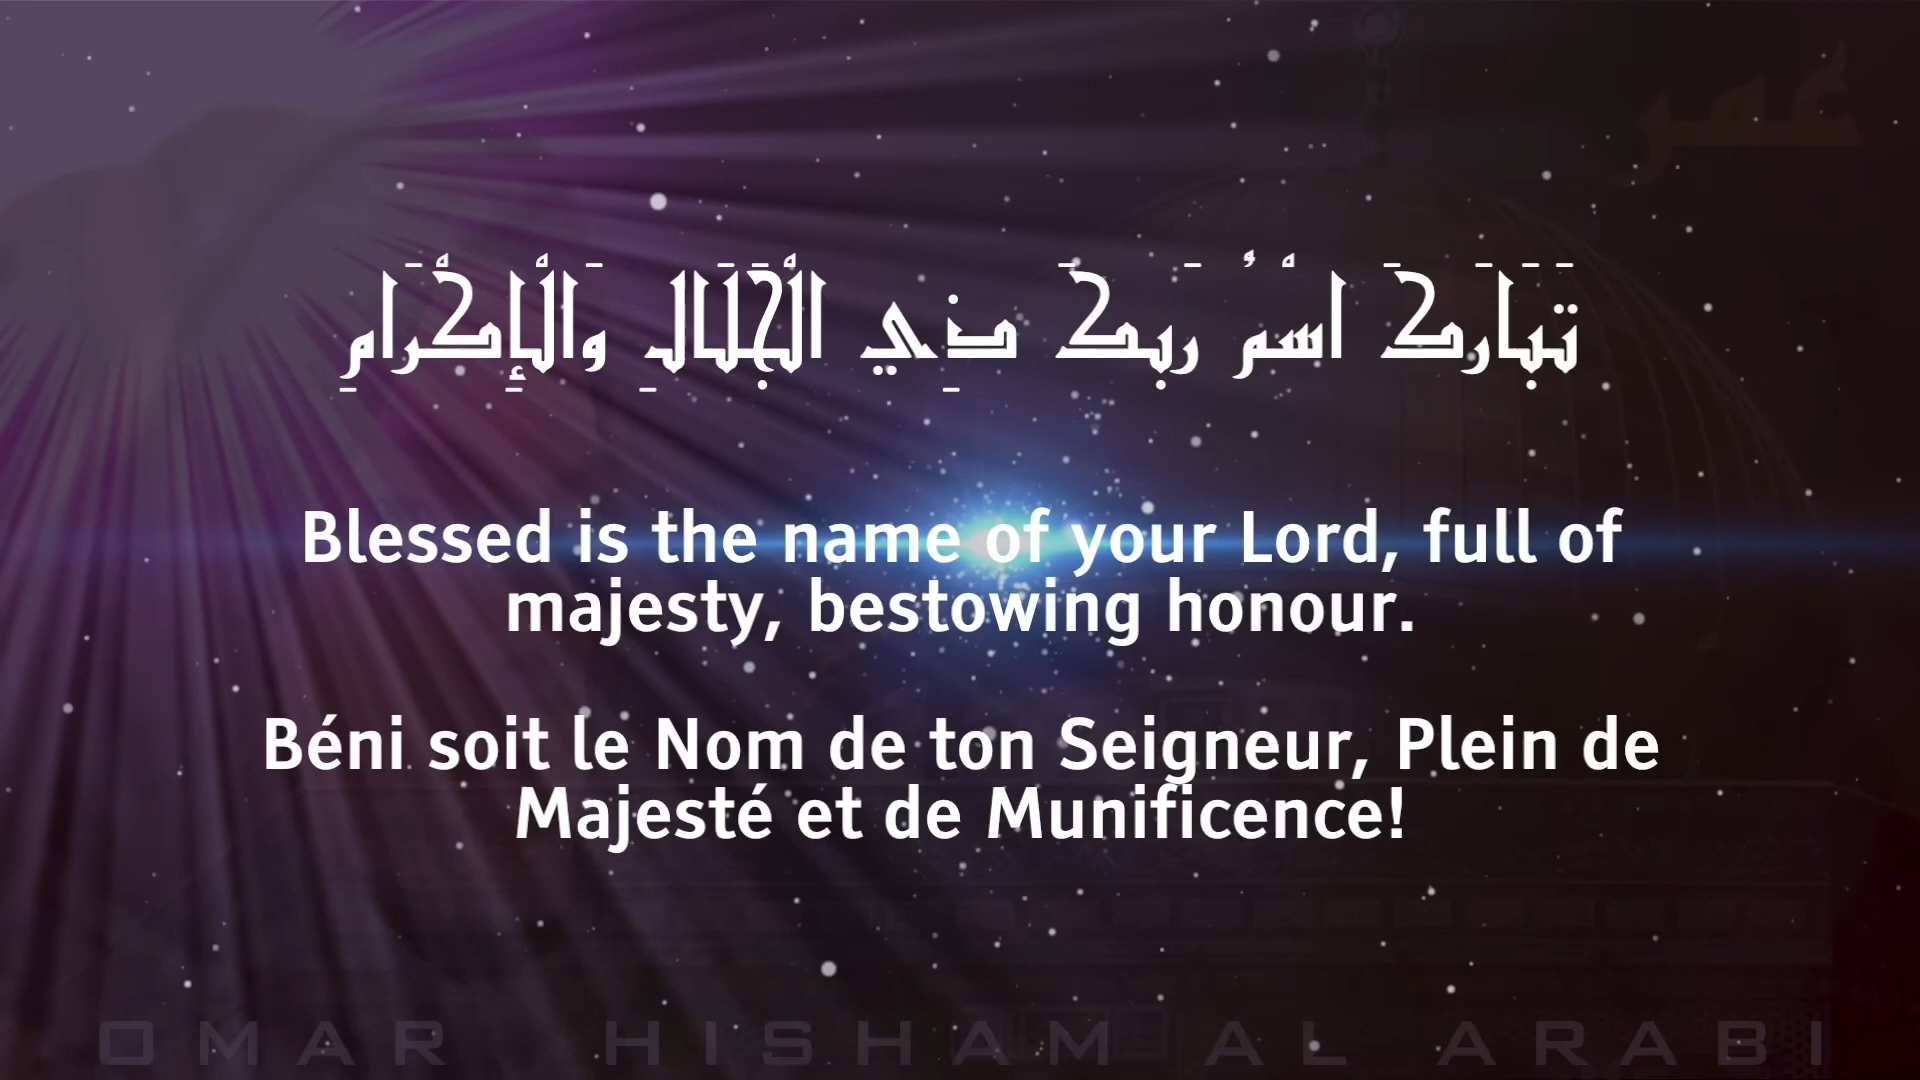 عمر
تَبَارَكَ اسْمُ رَبِكَ ذِي الْجَلَالِ وَالْإِكْرَامِ
Blessed is the name of your Lord, full of
majesty, bestowing honour.
Béni soit le Nom de ton Seigneur, Plein de
Majesté et de Munificence!
OMAR HISHAM AL ARABI